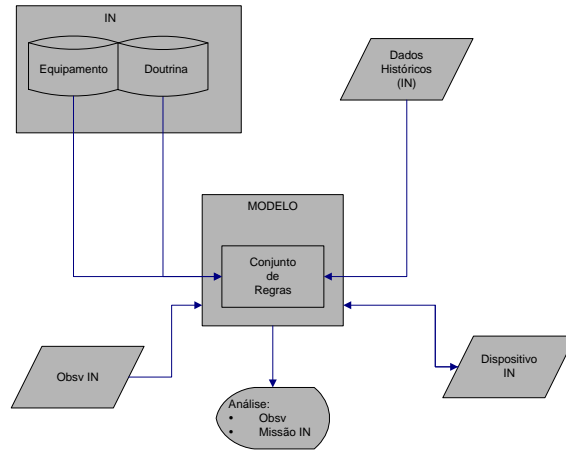 IN
Equipamento
Doutrina
Dados
Históricos
(IN)
MODELO
Conjunto
de
Regras
Obsv IN
Dispositivo
IN
Análise:
• Obsv
• Missão IN